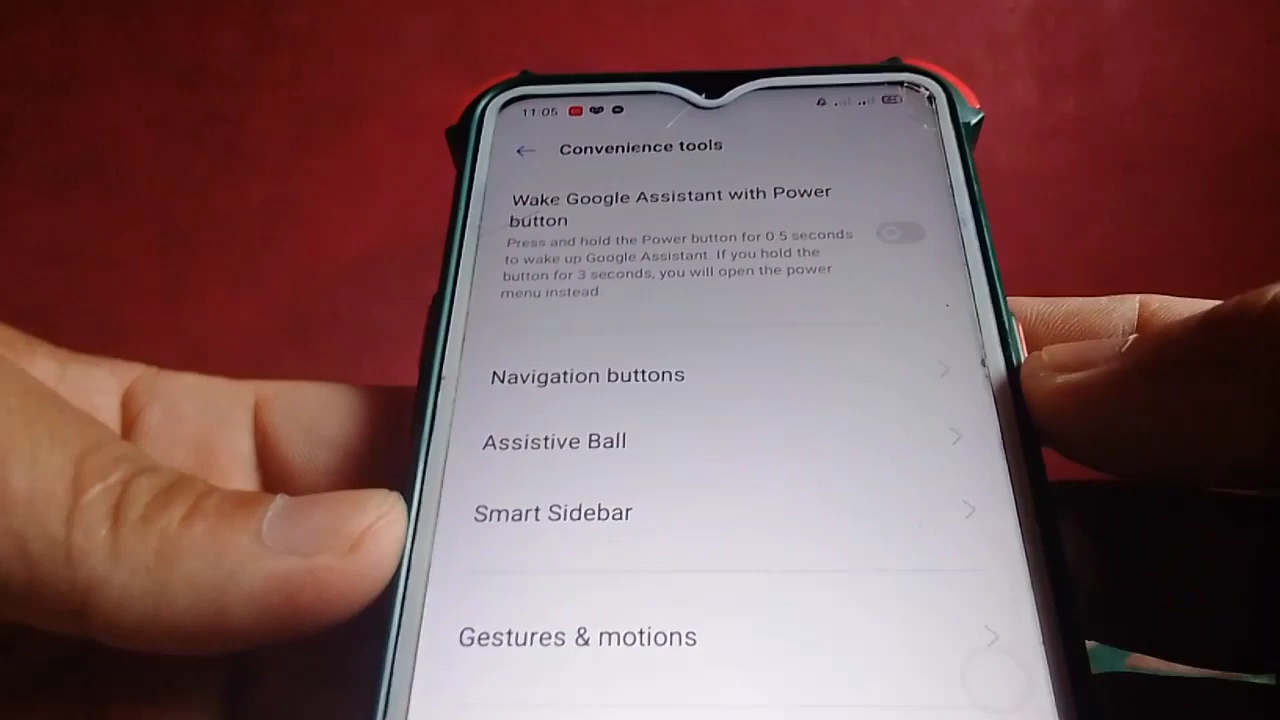 11:05
Convenience tools
Wake Google Assistant with Power
button
Press and hold the Power button for 0.5 seconds
to wake up Google Assistant. If you hold the
button for 3 seconds, you will open the power
menu instead.
Navigation buttons
Assistive Ball
Smart Sidebar
Gestures & motions